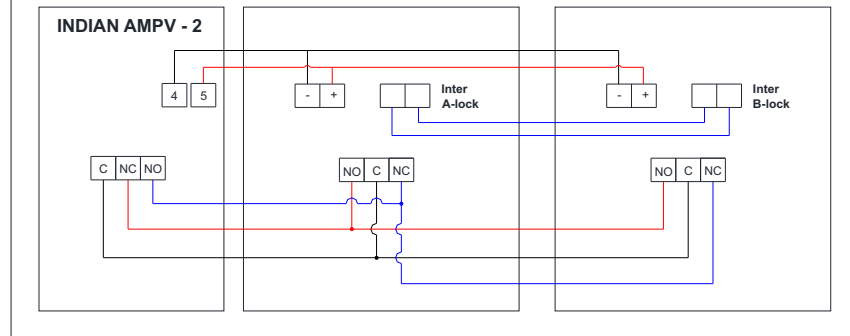 INDIAN AMPV - 2
4 5
- +
Inter
A-lock
- +
Inter
B-lock
C NC NO
NO C NC
NO C NC